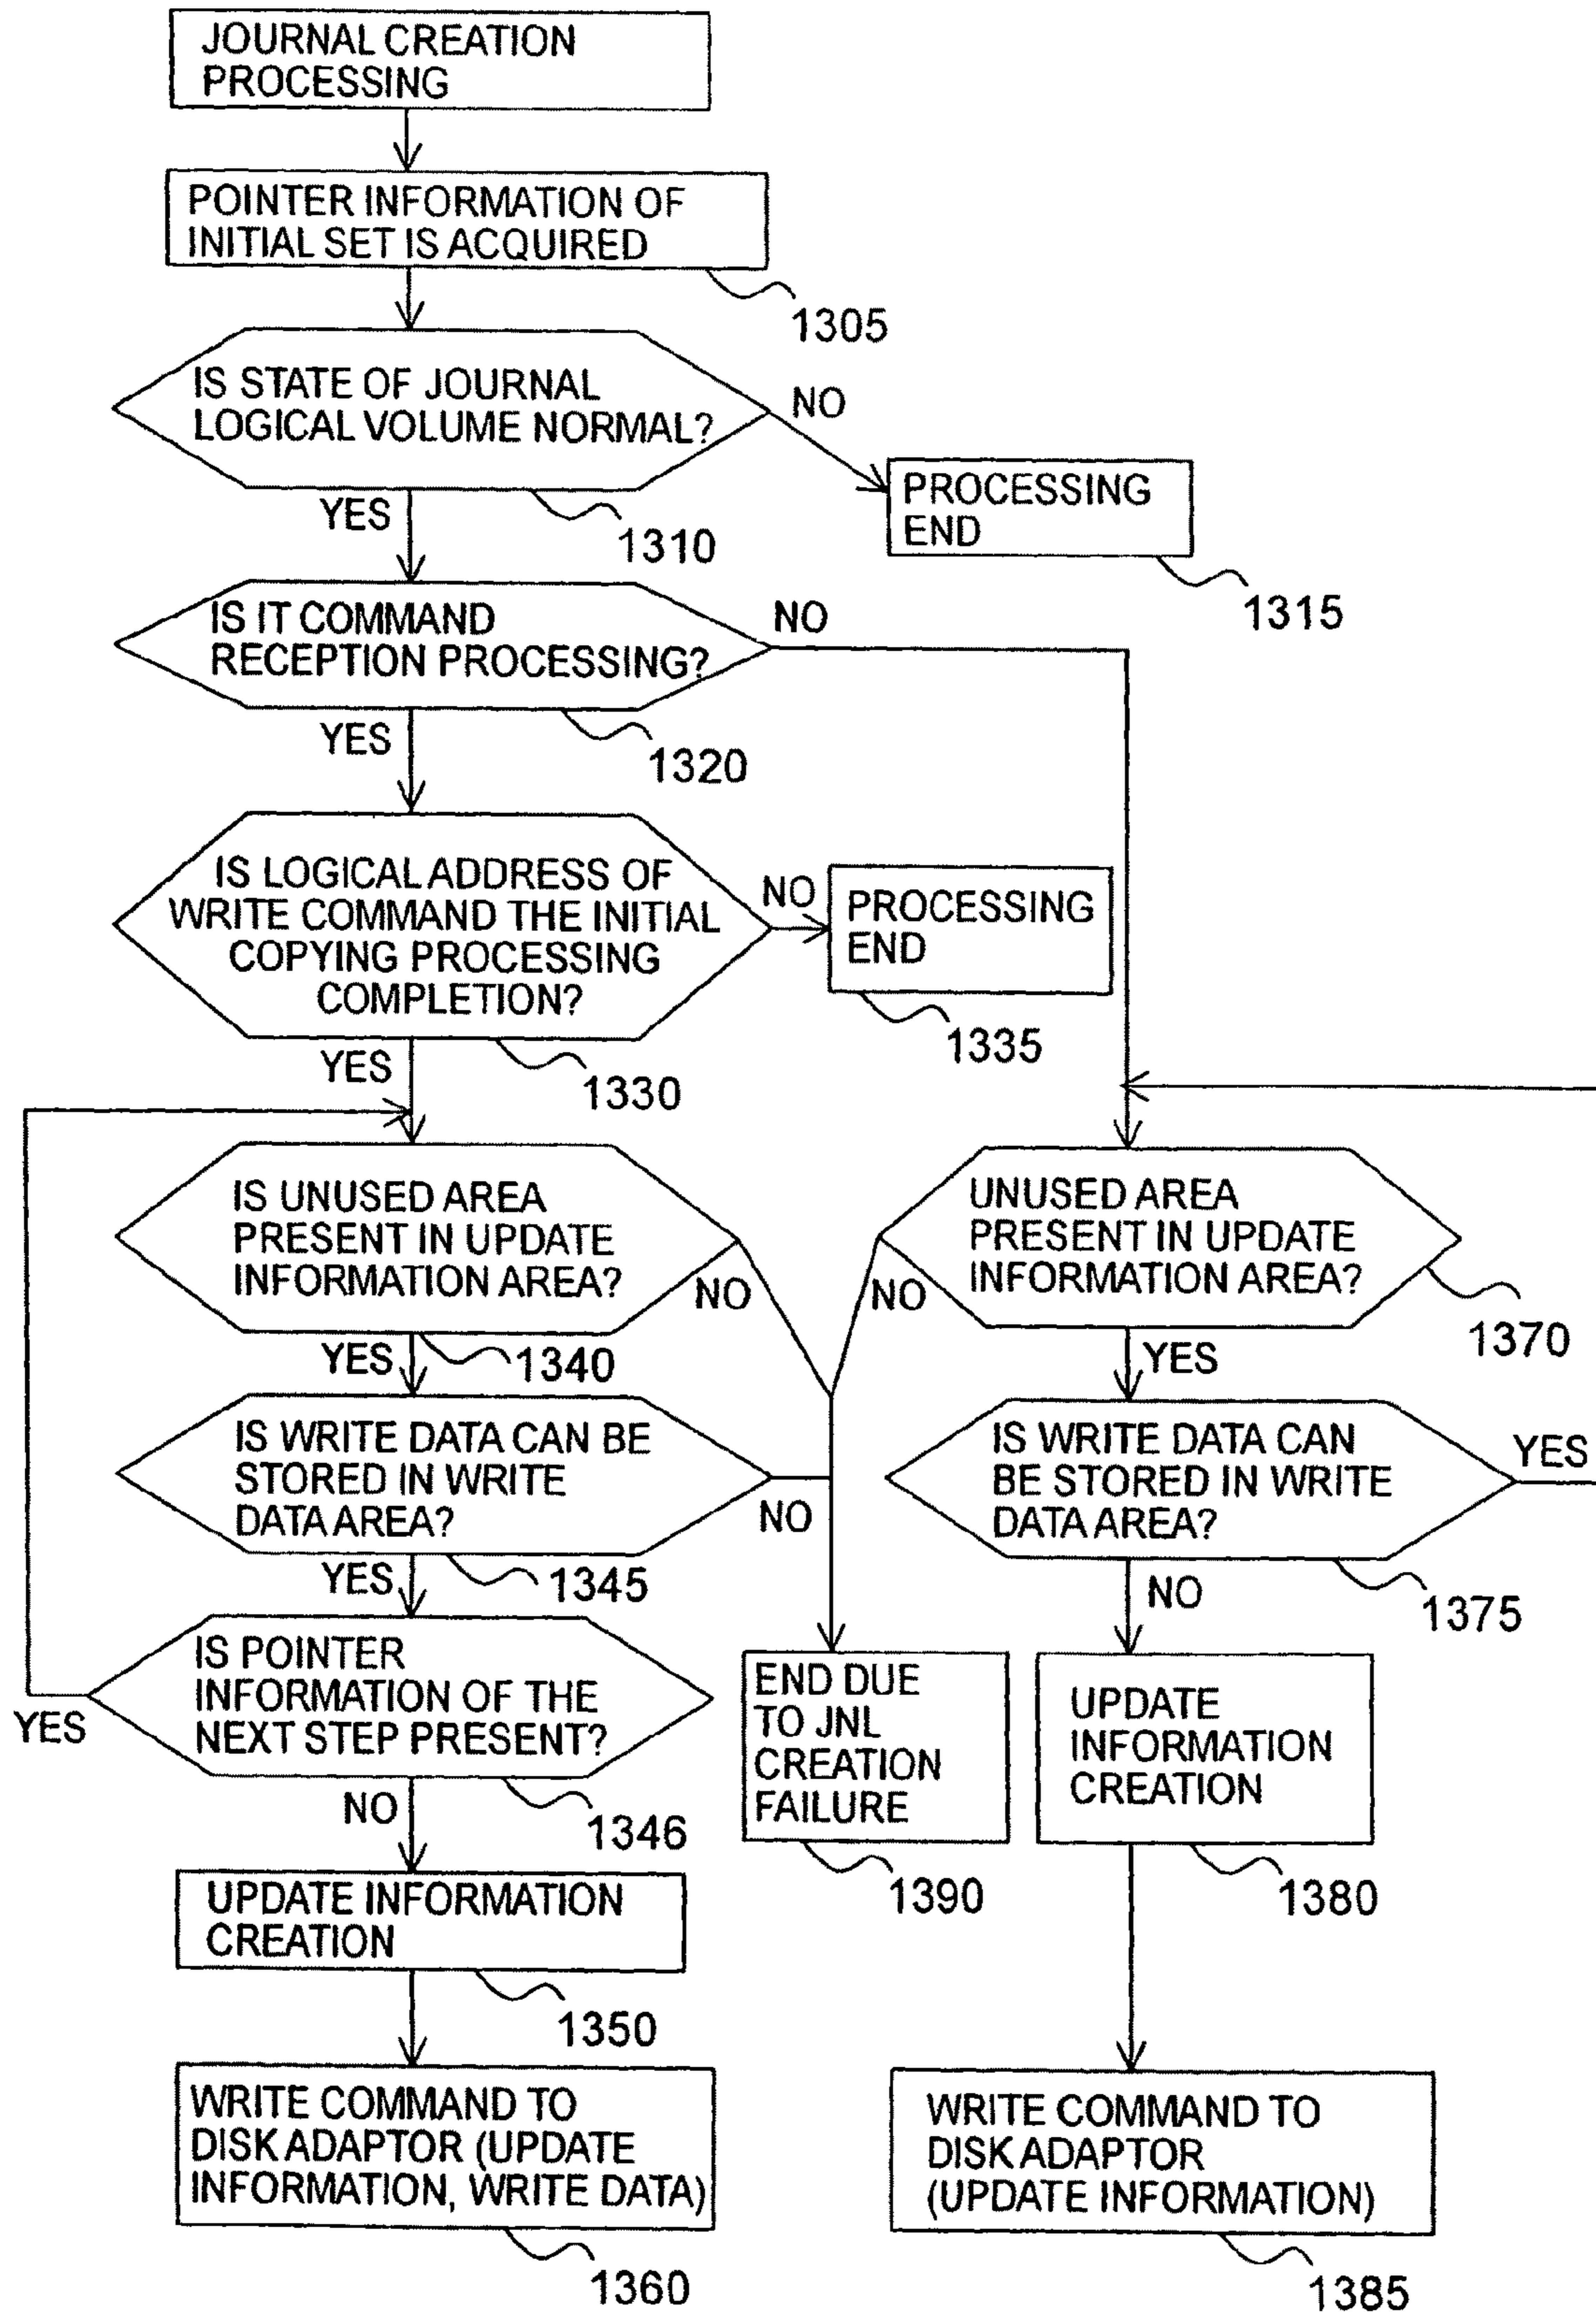 JOURNAL CREATION
PROCESSING
POINTER INFORMATION OF
INITIAL SET IS ACQUIRED
1305
IS STATE OF JOURNAL
LOGICAL VOLUME NORMAL?
NO
PROCESSING
END
YES
1310
1315
IS IT COMMAND
RECEPTION PROCESSING?
NO
YES
1320
IS LOGICAL ADDRESS OF
WRITE COMMAND THE INITIAL
COPYING PROCESSING
COMPLETION?
NO
PROCESSING
END
1335
YES
1330
IS UNUSED AREA
PRESENT IN UPDATE
INFORMATION AREA?
NO
YES
1340
UNUSED AREA
PRESENT IN UPDATE
INFORMATION AREA?
NO
1370
YES
IS WRITE DATA CAN BE
STORED IN WRITE
DATA AREA?
NO
YES
1345
IS WRITE DATA CAN
BE STORED IN WRITE
DATA AREA?
YES
NO
1375
IS POINTER
INFORMATION OF THE
NEXT STEP PRESENT?
YES
NO
1346
END DUE
TO JNL
CREATION
FAILURE
1390
UPDATE
INFORMATION
CREATION
1380
UPDATE INFORMATION
CREATION
1350
WRITE COMMAND TO
DISK ADAPTOR (UPDATE
INFORMATION, WRITE DATA)
1360
WRITE COMMAND TO
DISK ADAPTOR
(UPDATE INFORMATION)
1385